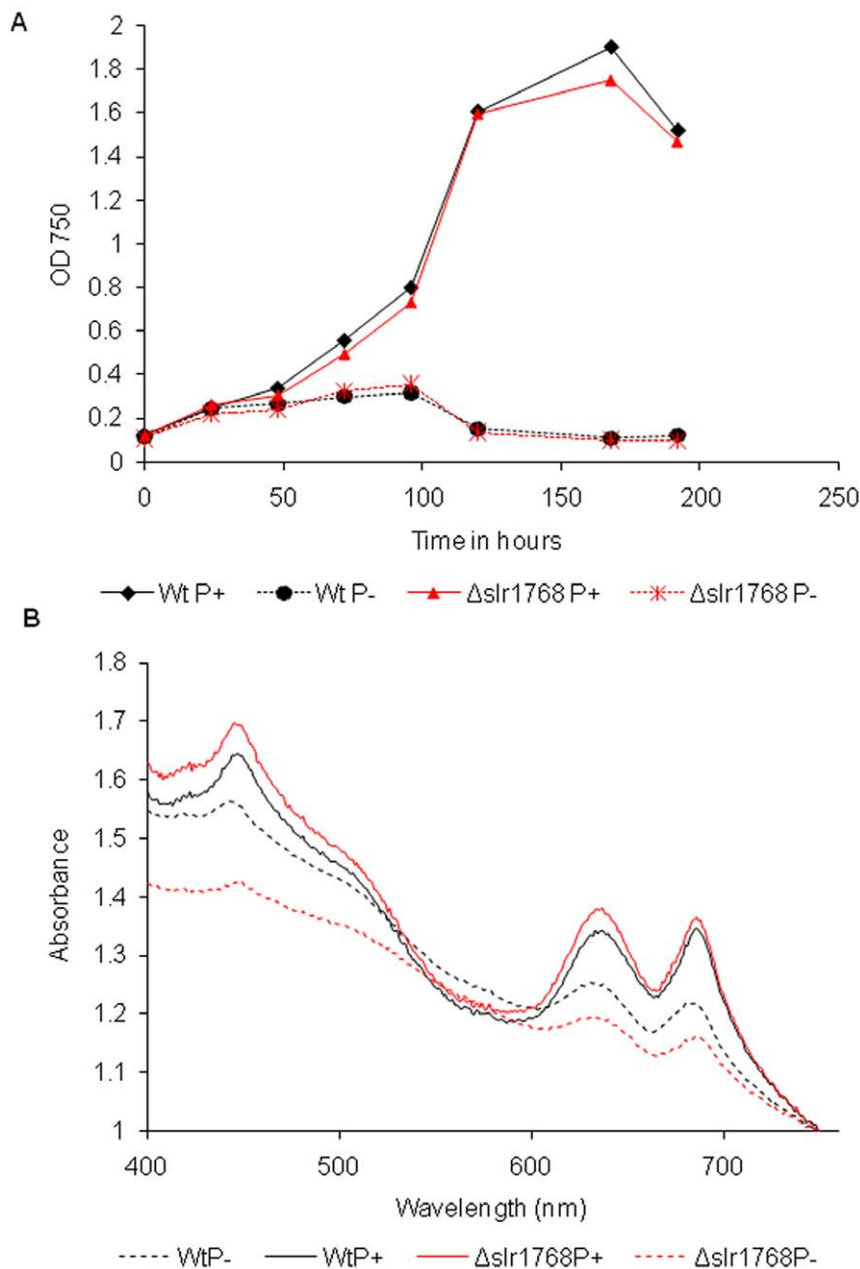 A
2
1.8
1.6
1.4
1.2
1
0.8
0.6
0.4
0.2
0
OD 750
0 50 100 150 200 250
Time in hours
Wt P+ Wt P- Δslr1768 P+ Δslr1768 P-
B
1.8
1.7
1.6
1.5
1.4
1.3
1.2
1.1
1
Absorbance
400 500 600 700
Wavelength (nm)
WtP- WtP+ Δslr1768P+ Δslr1768P-